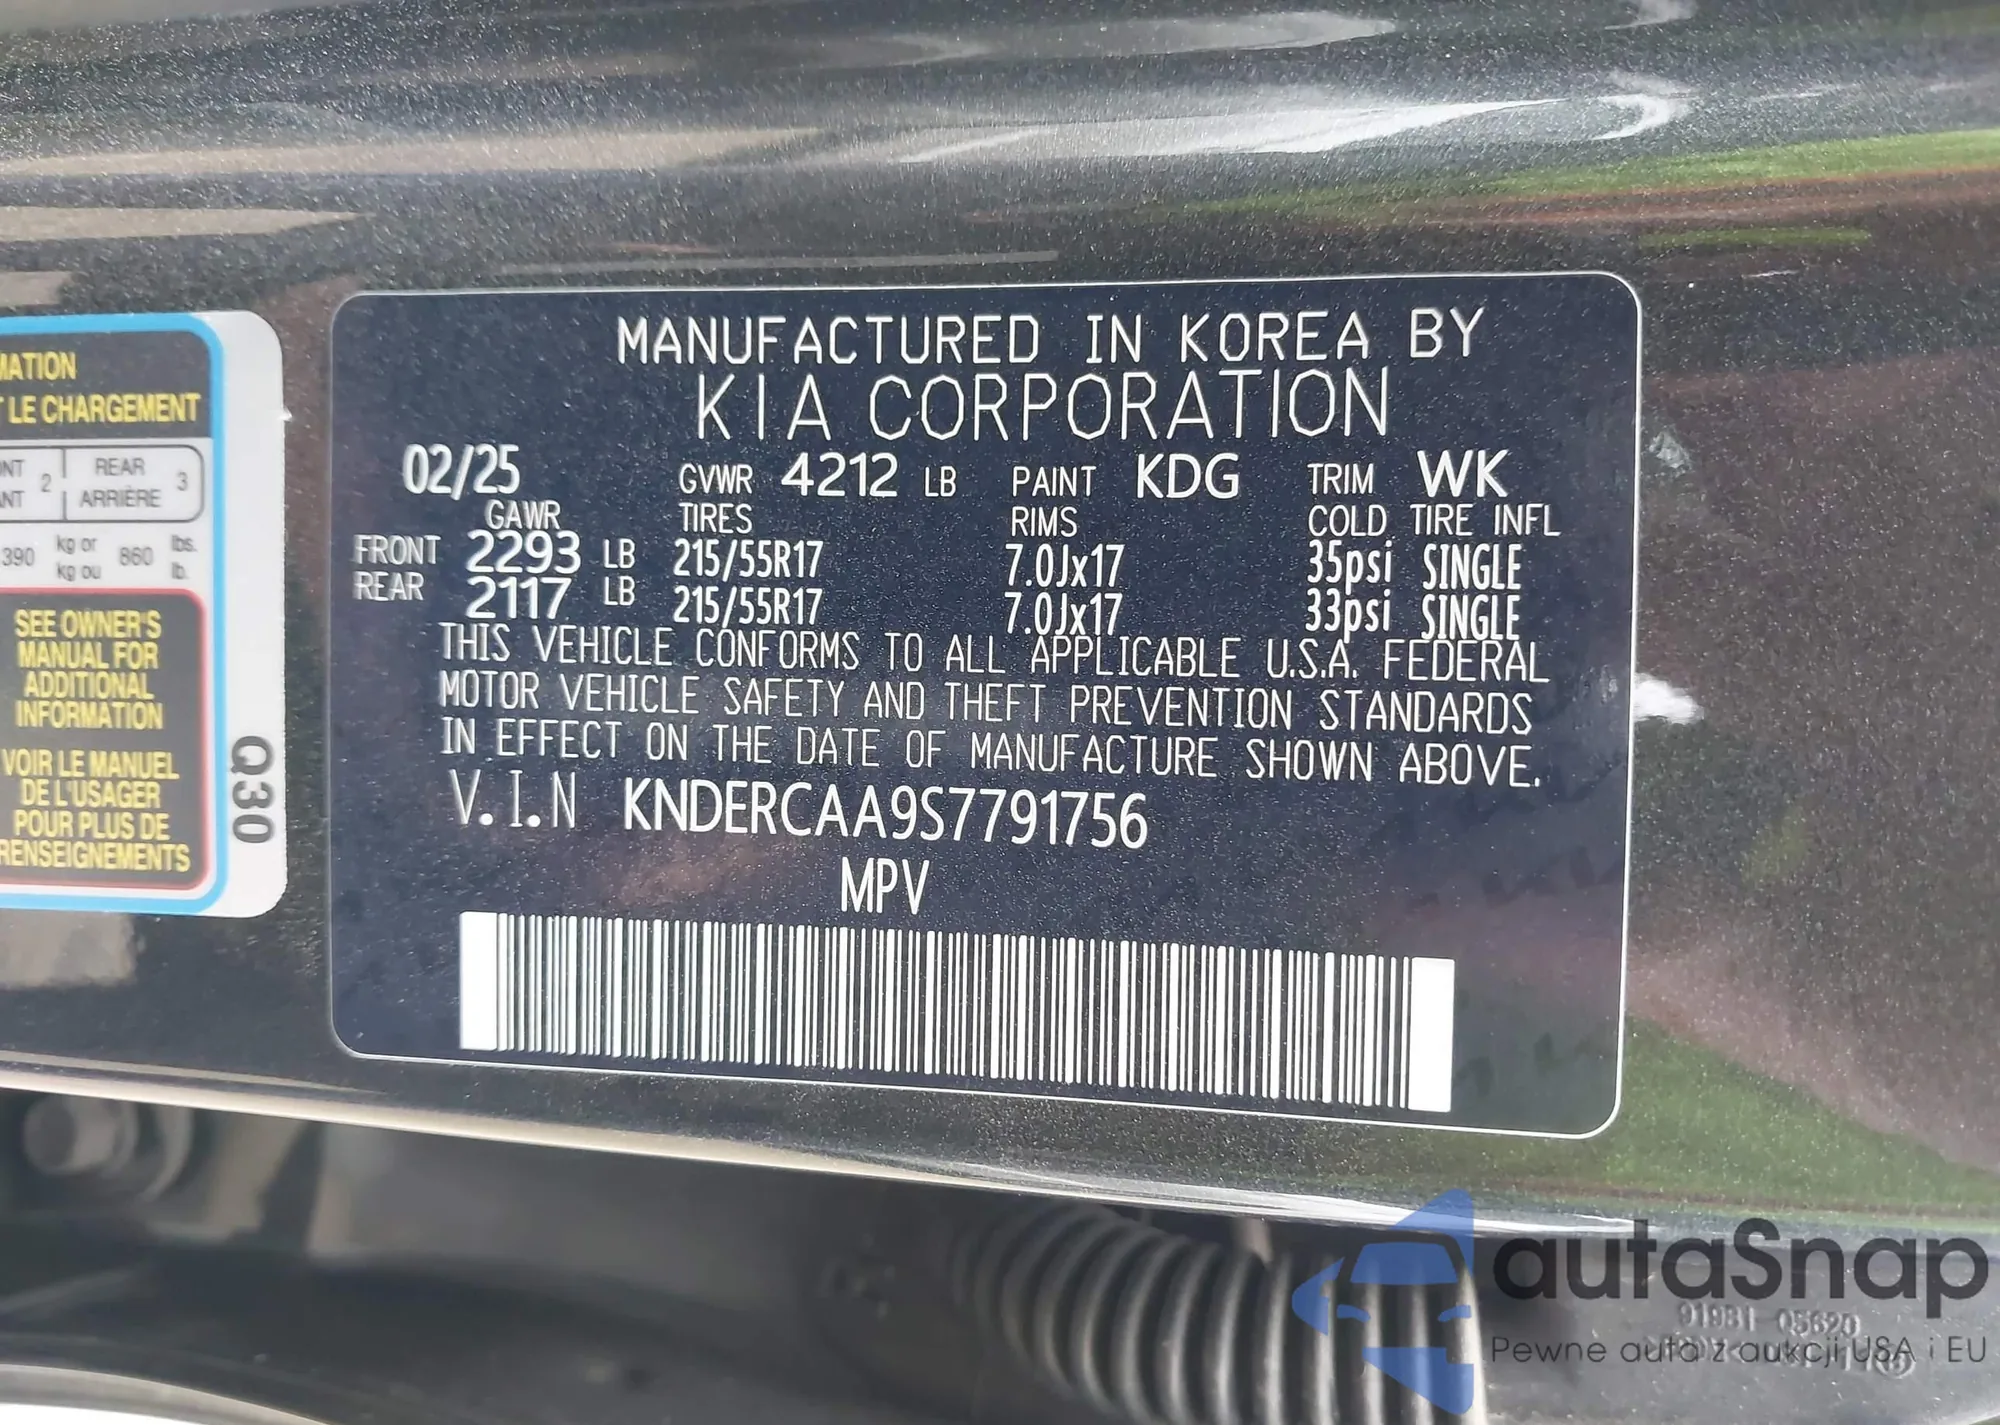 MANUFACTURED IN KOREA BY
KIA CORPORATION
02/25 GVWR 4212 LB PAINT KDG TRIM WK
GAWR TIRES RIMS COLD TIRE INFL
FRONT 2293 LB 215/55R17 7.0Jx17 35psi SINGLE
REAR 2117 LB 215/55R17 7.0Jx17 33psi SINGLE
THIS VEHICLE CONFORMS TO ALL APPLICABLE U.S.A. FEDERAL
MOTOR VEHICLE SAFETY AND THEFT PREVENTION STANDARDS
IN EFFECT ON THE DATE OF MANUFACTURE SHOWN ABOVE.
V.I.N KNDERCAA9S7791756
MPV
LE CHARGEMENT
2 REAR 3
ARRIÈRE
390 kg or 860 lbs.
kg ou lb.
SEE OWNER'S
MANUAL FOR
ADDITIONAL
INFORMATION
VOIR LE MANUEL
DE L'USAGER
POUR PLUS DE
RENSEIGNEMENTS
Q30
autaSnap
91931 05620
Pewne auta z aukcji USA i EU